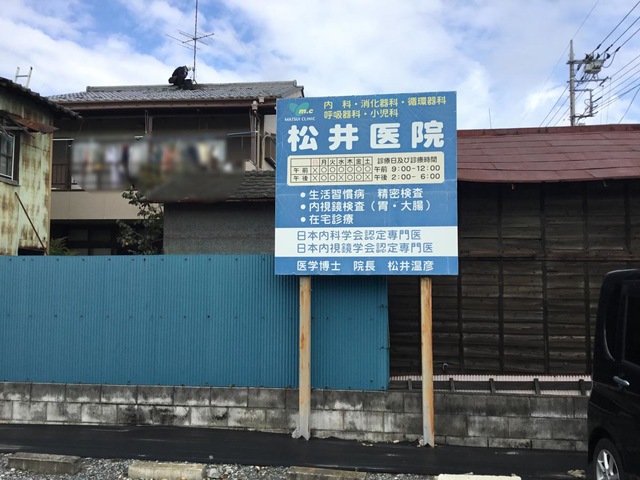 m.c
MATSUI CLINIC
内 科・消化器科・循環器科
呼吸器科・小児科
松井医院
月火水木金土 診療日及び診療時間
午前 午前 9:00-12:00
午後 午後 2:00-6:00
・生活習慣病 精密検査
・内視鏡検査(胃・大腸)
・在宅診療
日本内科学会認定専門医
日本内視鏡学会認定専門医
医学博士 院長 松井温彦